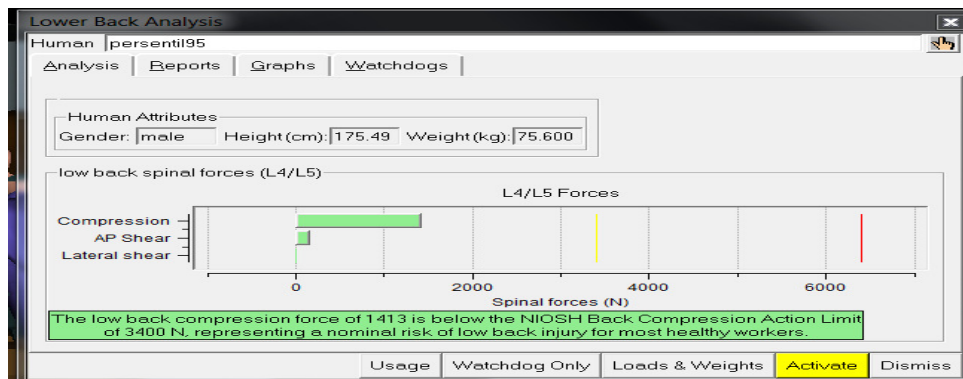 Lower Back Analysis
Human persentil95
Analysis Reports Graphs Watchdogs
Human Attributes
Gender: male Height(cm): 175.49 Weight(kg): 75.600
low back spinal forces (L4/L5)
L4/L5 Forces
Compression
AP Shear
Lateral shear
0 2000 4000 6000
Spinal forces (N)
The low back compression force of 1413 is below the NIOSH Back Compression Action Limit
of 3400 N, representing a nominal risk of low back injury for most healthy workers.
Usage Watchdog Only Loads & Weights Activate Dismiss